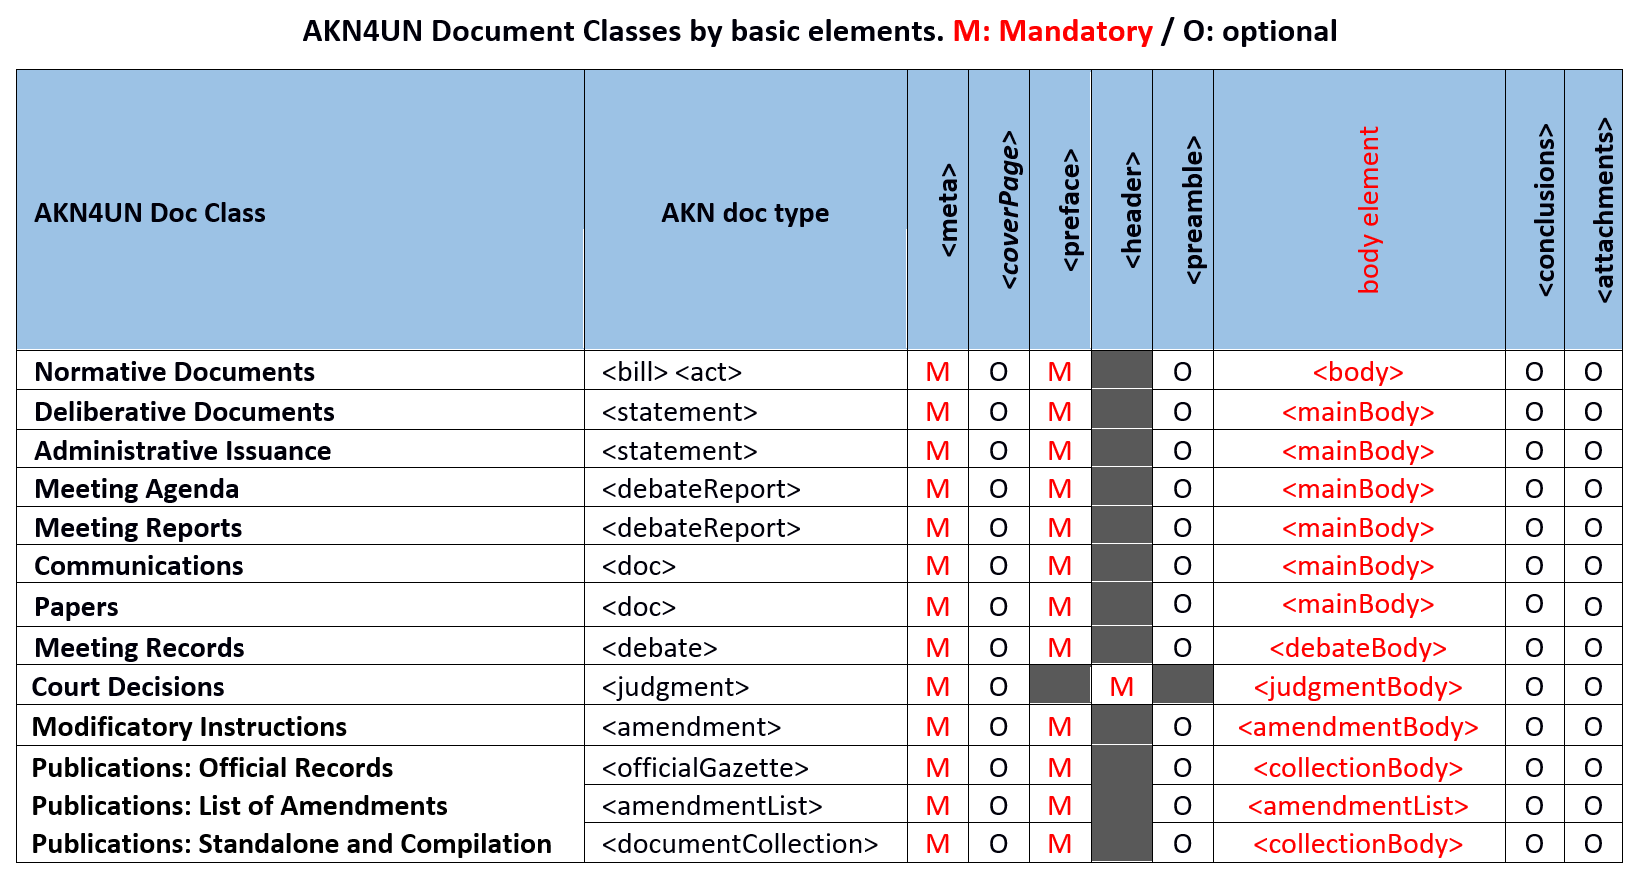 AKN4UN Document Classes by basic elements. M: Mandatory / O: optional
AKN4UN Doc Class AKN doc type <meta> <coverPage> <preface> <header> <preamble> body element <conclusions> <attachments>
Normative Documents <bill> <act> M O M O <body> O O
Deliberative Documents <statement> M O M O <mainBody> O O
Administrative Issuance <statement> M O M O <mainBody> O O
Meeting Agenda <debateReport> M O M O <mainBody> O O
Meeting Reports <debateReport> M O M O <mainBody> O O
Communications <doc> M O M O <mainBody> O O
Papers <doc> M O M O <mainBody> O O
Meeting Records <debate> M O M O <debateBody> O O
Court Decisions <judgment> M O M <judgmentBody> O O
Modificatory Instructions <amendment> M O M O <amendmentBody> O O
Publications: Official Records <officialGazette> M O M O <collectionBody> O O
Publications: List of Amendments <amendmentList> M O M O <amendmentList> O O
Publications: Standalone and Compilation <documentCollection> M O M O <collectionBody> O O